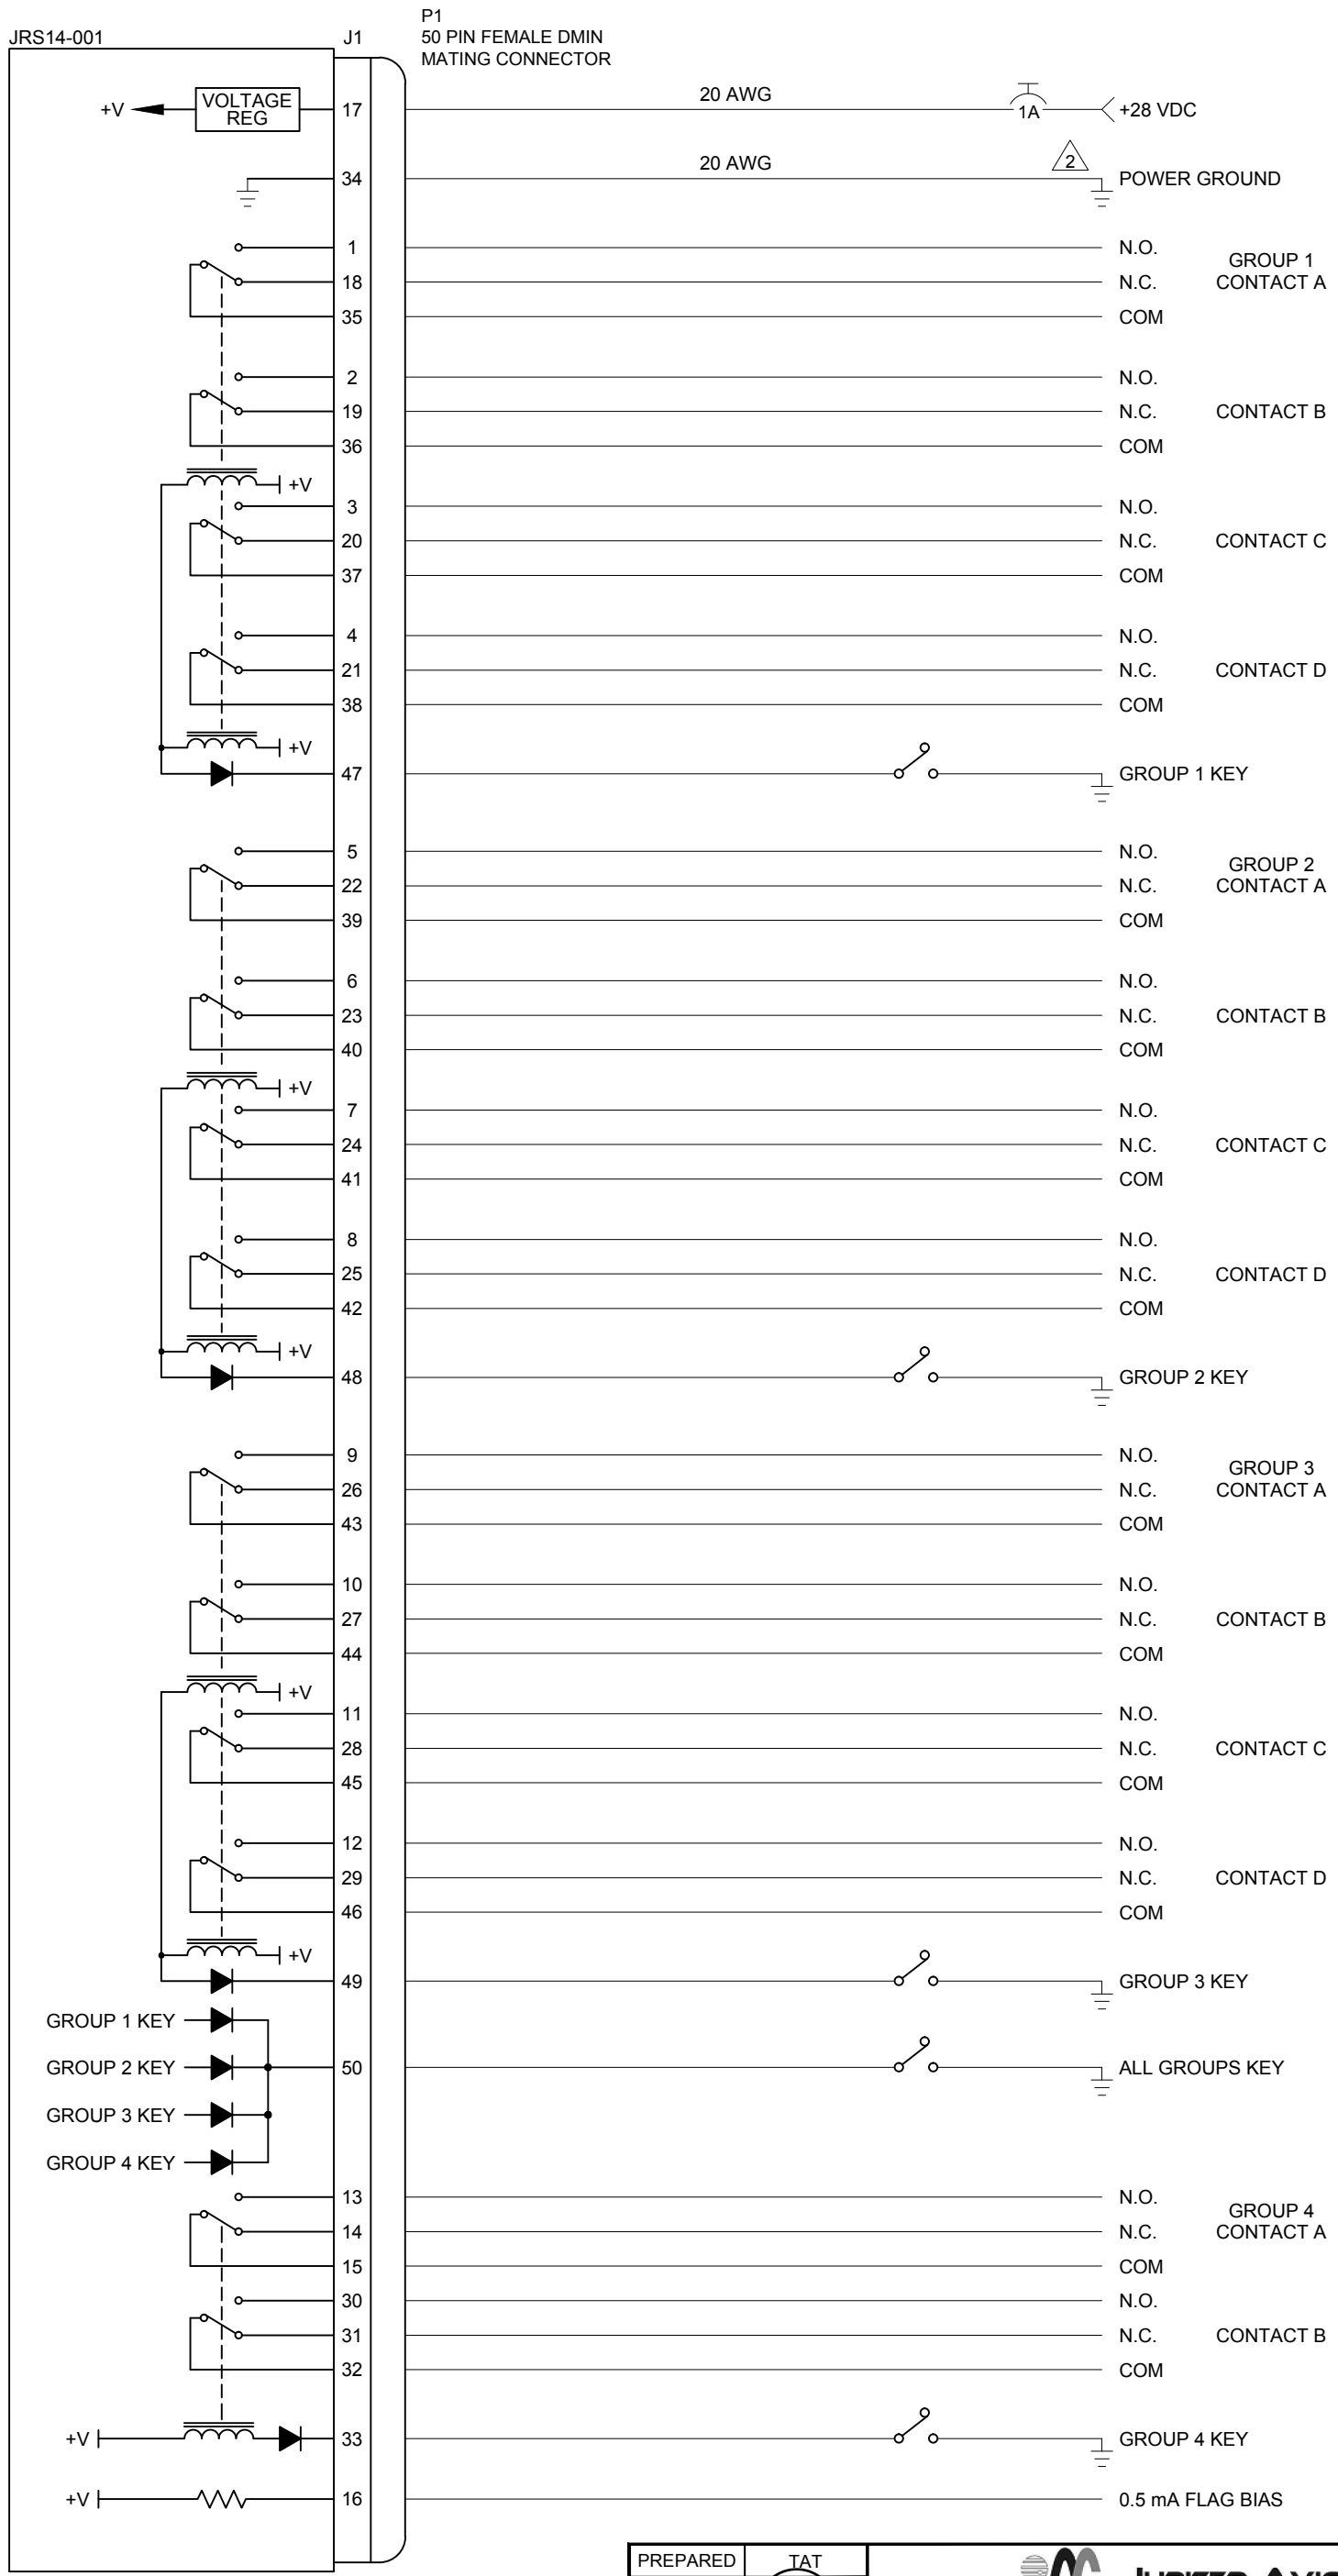 P1
JRS14-001 J1 50 PIN FEMALE DMIN
MATING CONNECTOR
+V VOLTAGE REG 17 20 AWG 1A +28 VDC
34 20 AWG 2 POWER GROUND
1 N.O. GROUP 1
18 N.C. CONTACT A
35 COM
2 N.O.
19 N.C. CONTACT B
36 COM
+V
3 N.O.
20 N.C. CONTACT C
37 COM
4 N.O.
21 N.C. CONTACT D
38 COM
+V
47 GROUP 1 KEY
5 N.O. GROUP 2
22 N.C. CONTACT A
39 COM
6 N.O.
23 N.C. CONTACT B
40 COM
+V
7 N.O.
24 N.C. CONTACT C
41 COM
8 N.O.
25 N.C. CONTACT D
42 COM
+V
48 GROUP 2 KEY
9 N.O. GROUP 3
26 N.C. CONTACT A
43 COM
10 N.O.
27 N.C. CONTACT B
44 COM
+V
11 N.O.
28 N.C. CONTACT C
45 COM
12 N.O.
29 N.C. CONTACT D
46 COM
+V
49 GROUP 3 KEY
GROUP 1 KEY
GROUP 2 KEY 50 ALL GROUPS KEY
GROUP 3 KEY
GROUP 4 KEY
13 N.O. GROUP 4
14 N.C. CONTACT A
15 COM
30 N.O.
31 N.C. CONTACT B
32 COM
+V 33 GROUP 4 KEY
+V 16 0.5 mA FLAG BIAS
PREPARED TAT